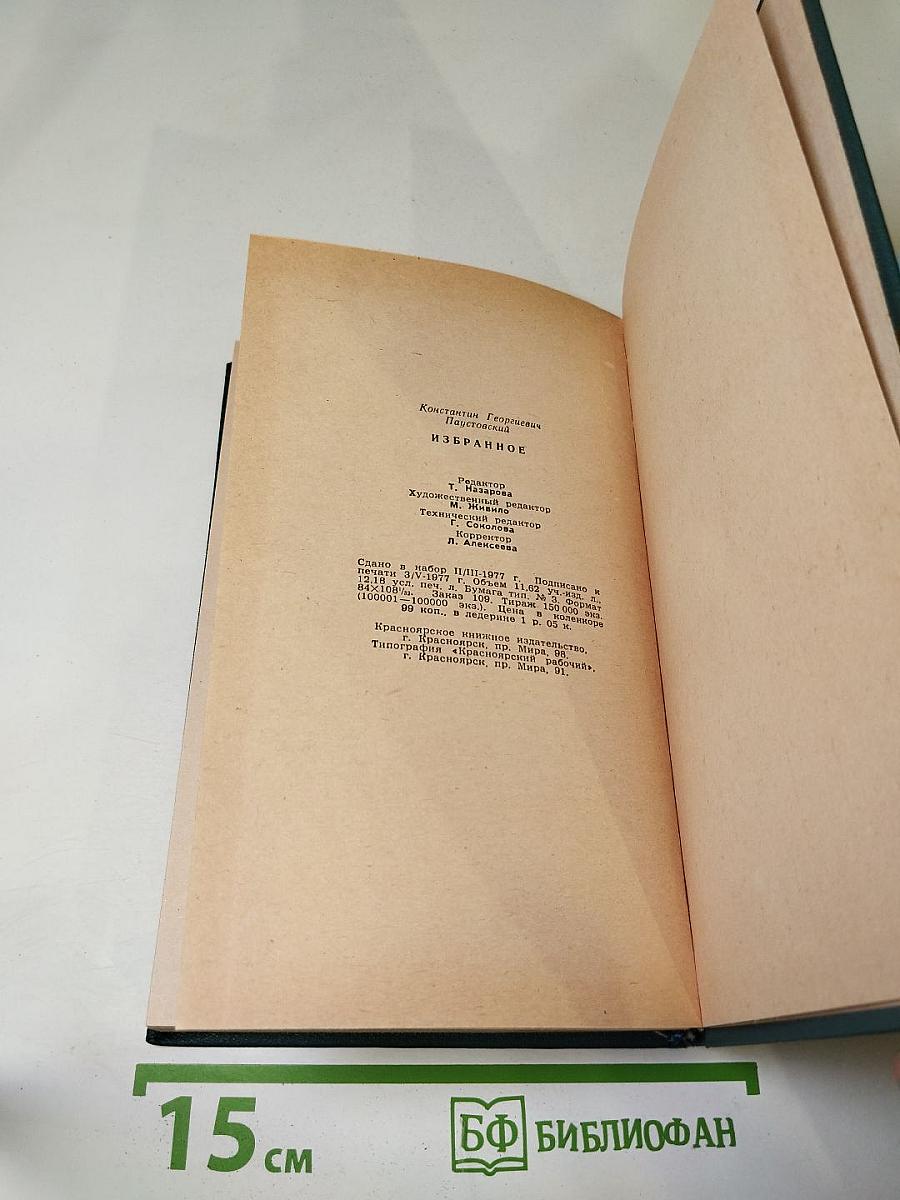 Константин Георгиевич
Паустовский
ИЗБРАННОЕ
Редактор
Т. Назарова
Художественный редактор
М. Живило
Технический редактор
Г. Соколова
Корректор
Л. Алексеева
Сдано в набор II/III-1977 г. Подписано к
печати 3/V-1977 г. Объем 11,62 уч.-изд. л.,
12,18 усл. печ. л. Бумага тип. № 3. Формат
84×108¹/₃₂. Заказ 109. Тираж 150 000 экз.
(100001—100000 экз.). Цена в коленкоре
99 коп., в ледерине 1 р. 05 к.
Красноярское книжное издательство,
г. Красноярск, пр. Мира, 98.
Типография «Красноярский рабочий»,
г. Красноярск, пр. Мира, 91.
15 см
БФ БИБЛИОФАН